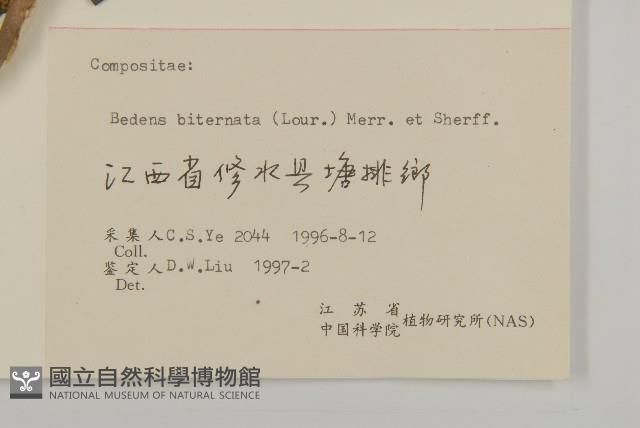 Compositae:
Bedens biternata (Lour.) Merr. et Sherff.
江西省修水县塘排鄉
采集人 C.S.Ye 2044 1996-8-12
Coll.
鉴定人 D.W.Liu 1997-2
Det.
江苏省
中国科学院 植物研究所(NAS)
國立自然科學博物館
NATIONAL MUSEUM OF NATURAL SCIENCE